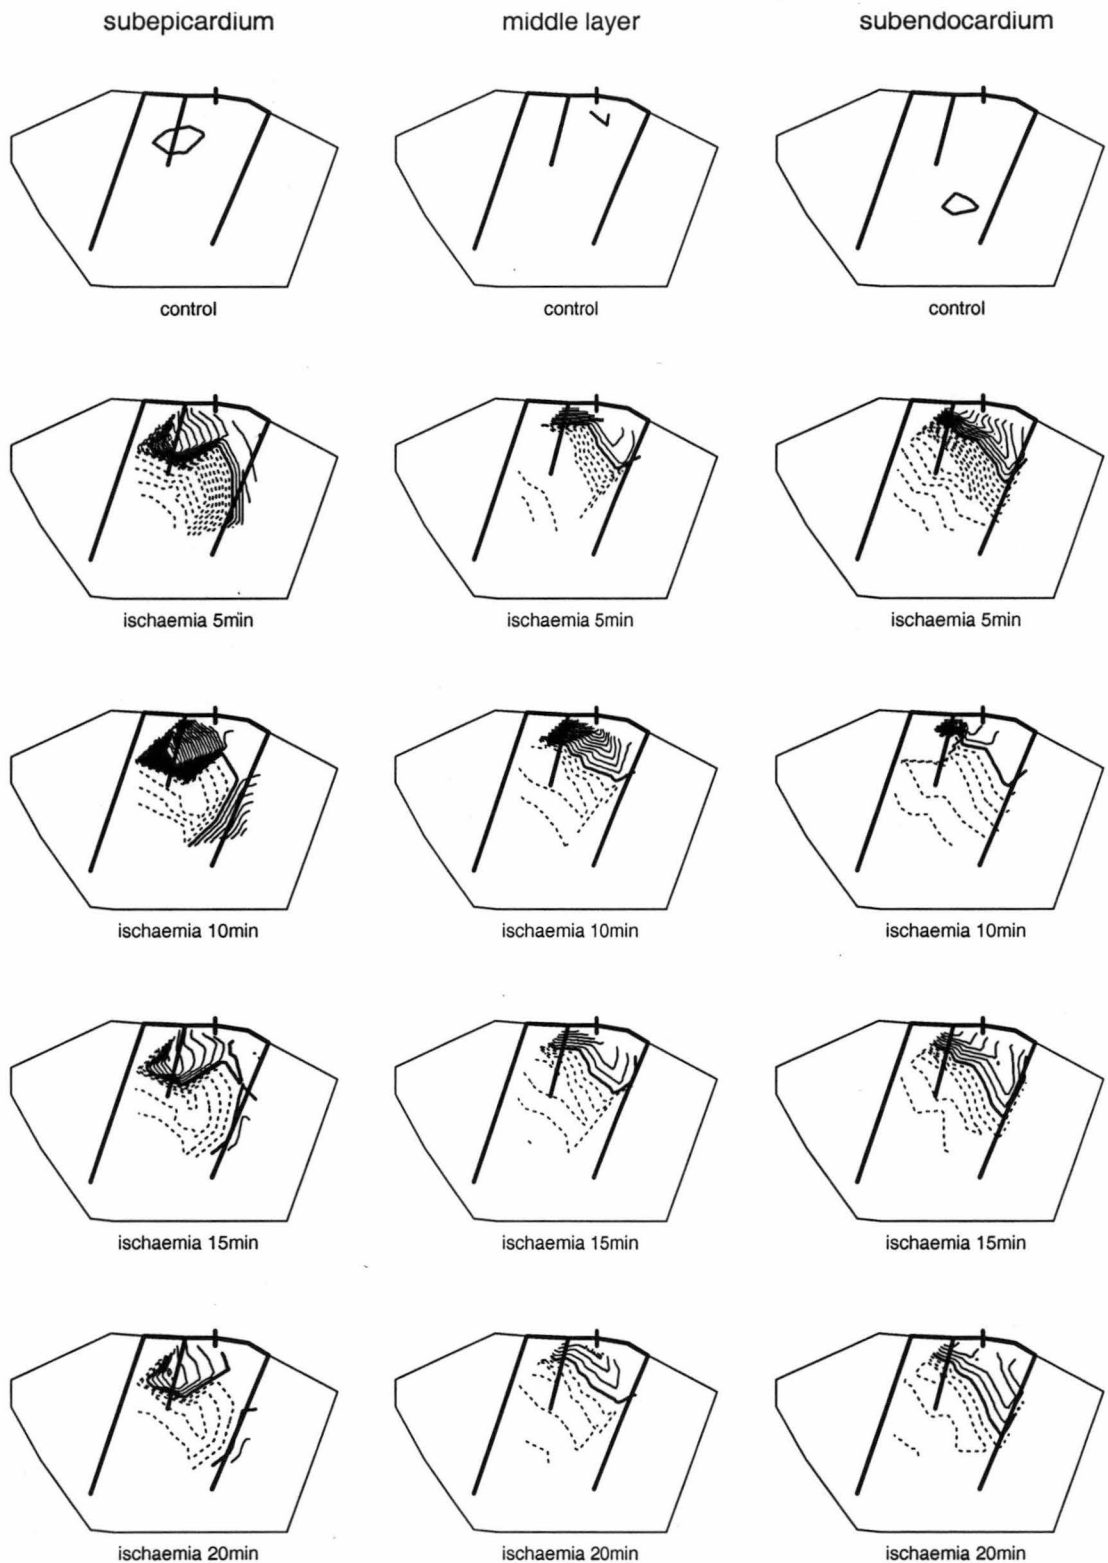 subepicardium middle layer subendocardium
control control control
ischaemia 5min ischaemia 5min ischaemia 5min
ischaemia 10min ischaemia 10min ischaemia 10min
ischaemia 15min ischaemia 15min ischaemia 15min
ischaemia 20min ischaemia 20min ischaemia 20min